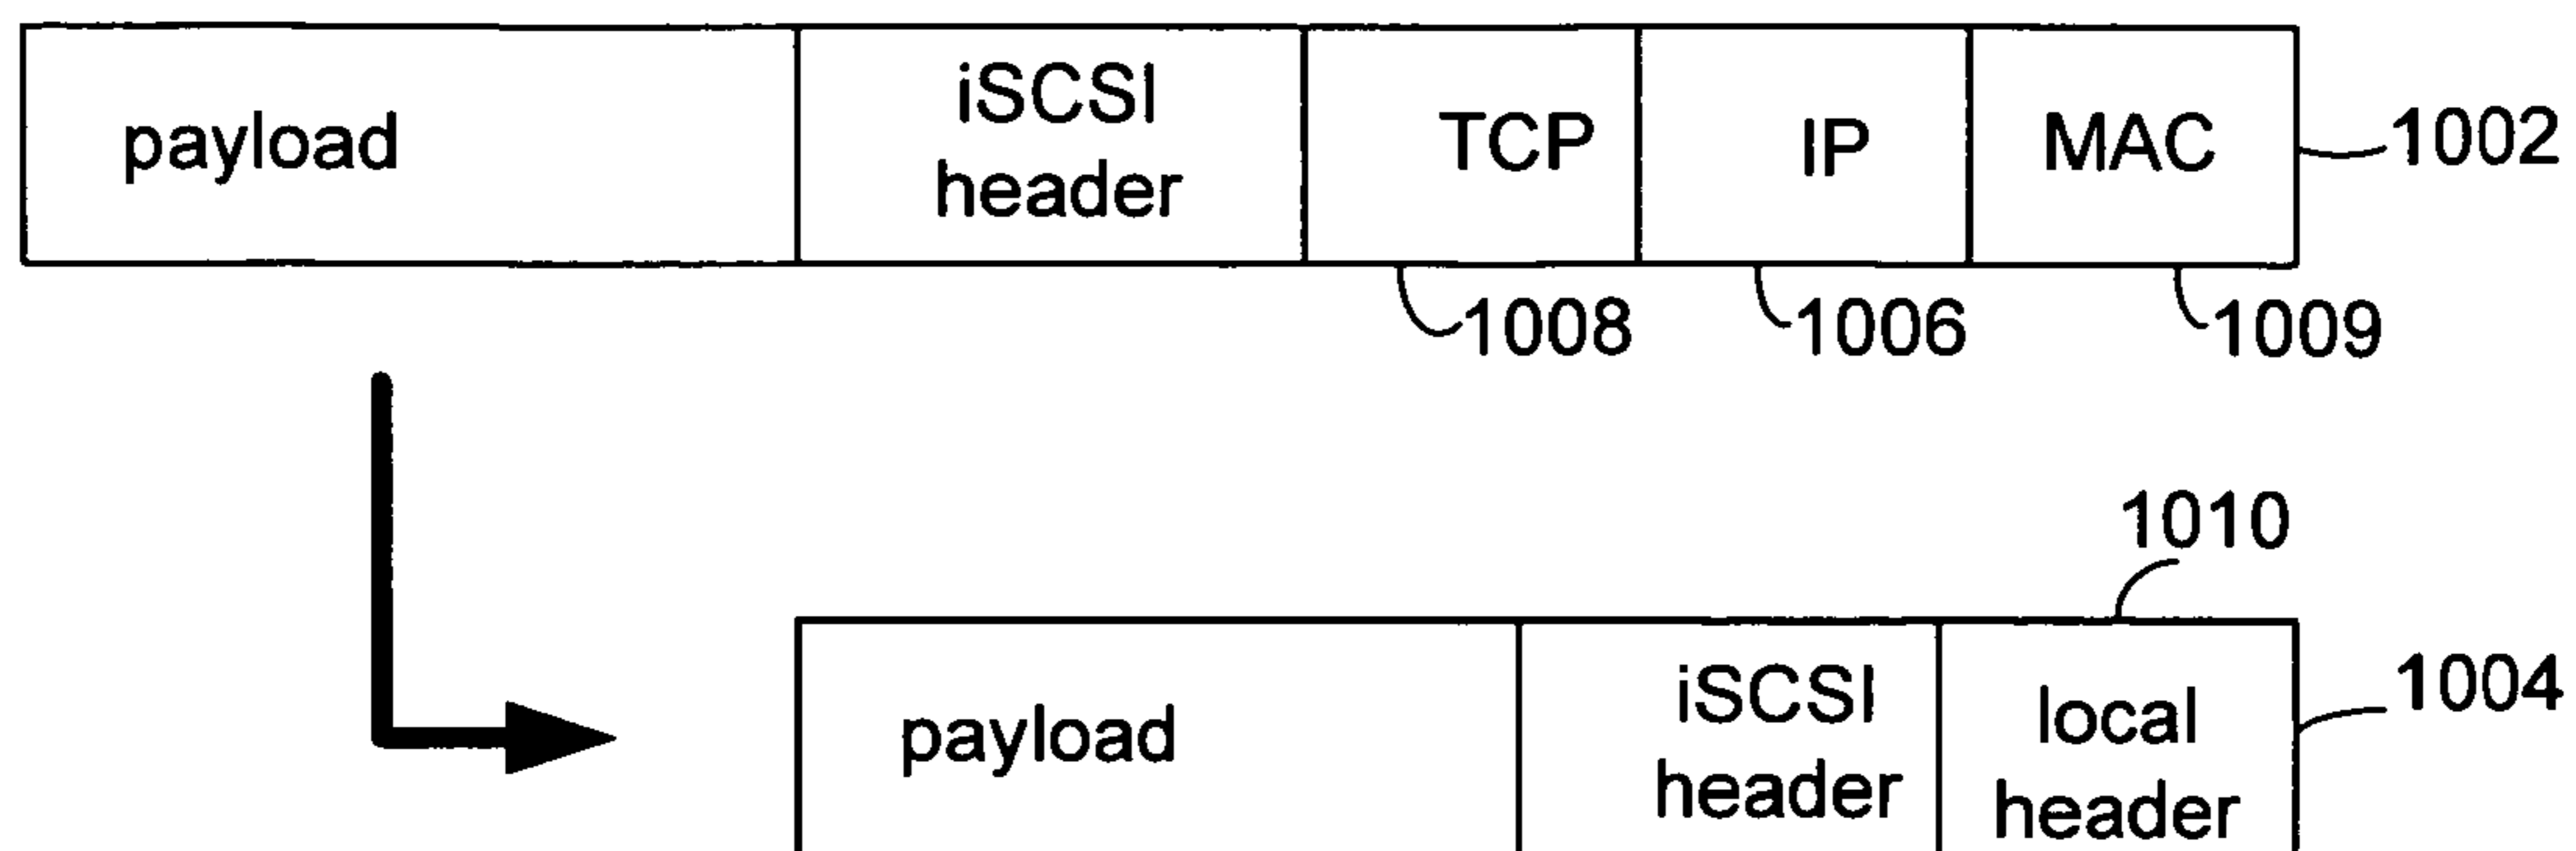 payload
iSCSI
header
TCP
IP
MAC
1002
1008
1006
1009
1010
payload
iSCSI
header
local
header
1004